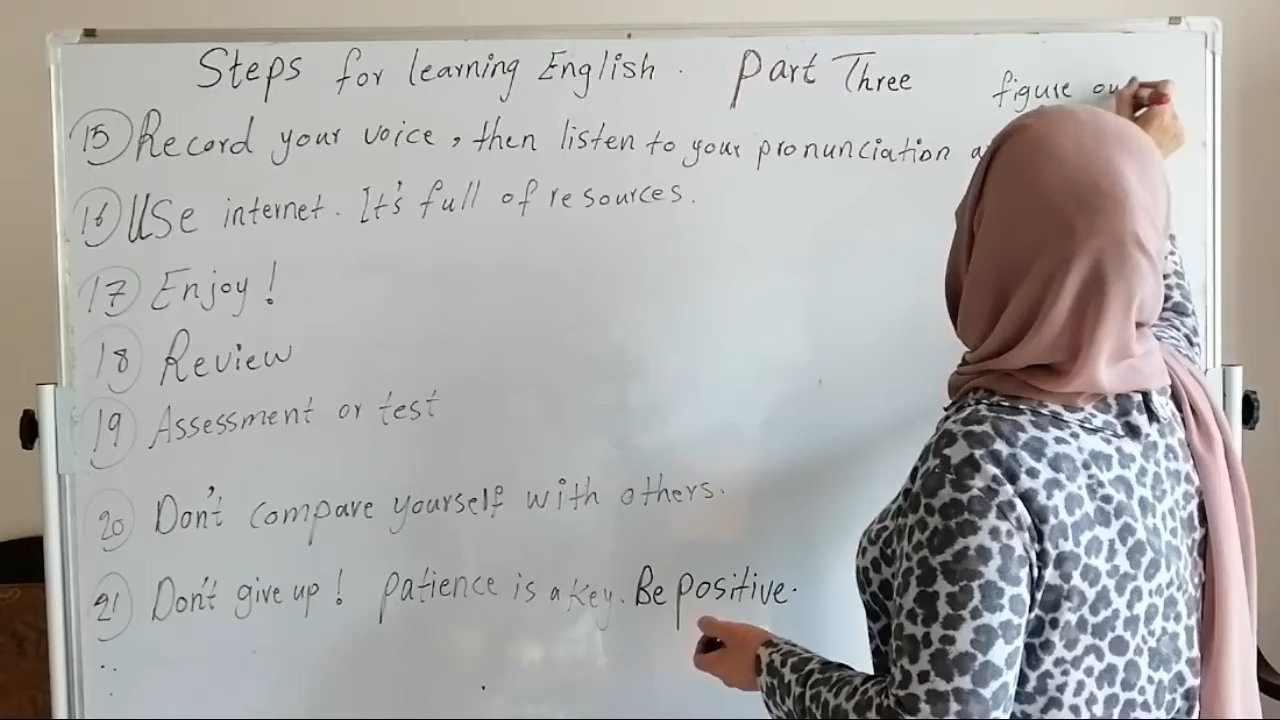 Steps for learning English. Part Three figure ou
15 Record your voice, then listen to your pronunciation a
16 Use internet. It's full of resources.
17 Enjoy!
18 Review
19 Assessment or test
20 Don't compare yourself with others.
21 Don't give up! patience is a key. Be positive.